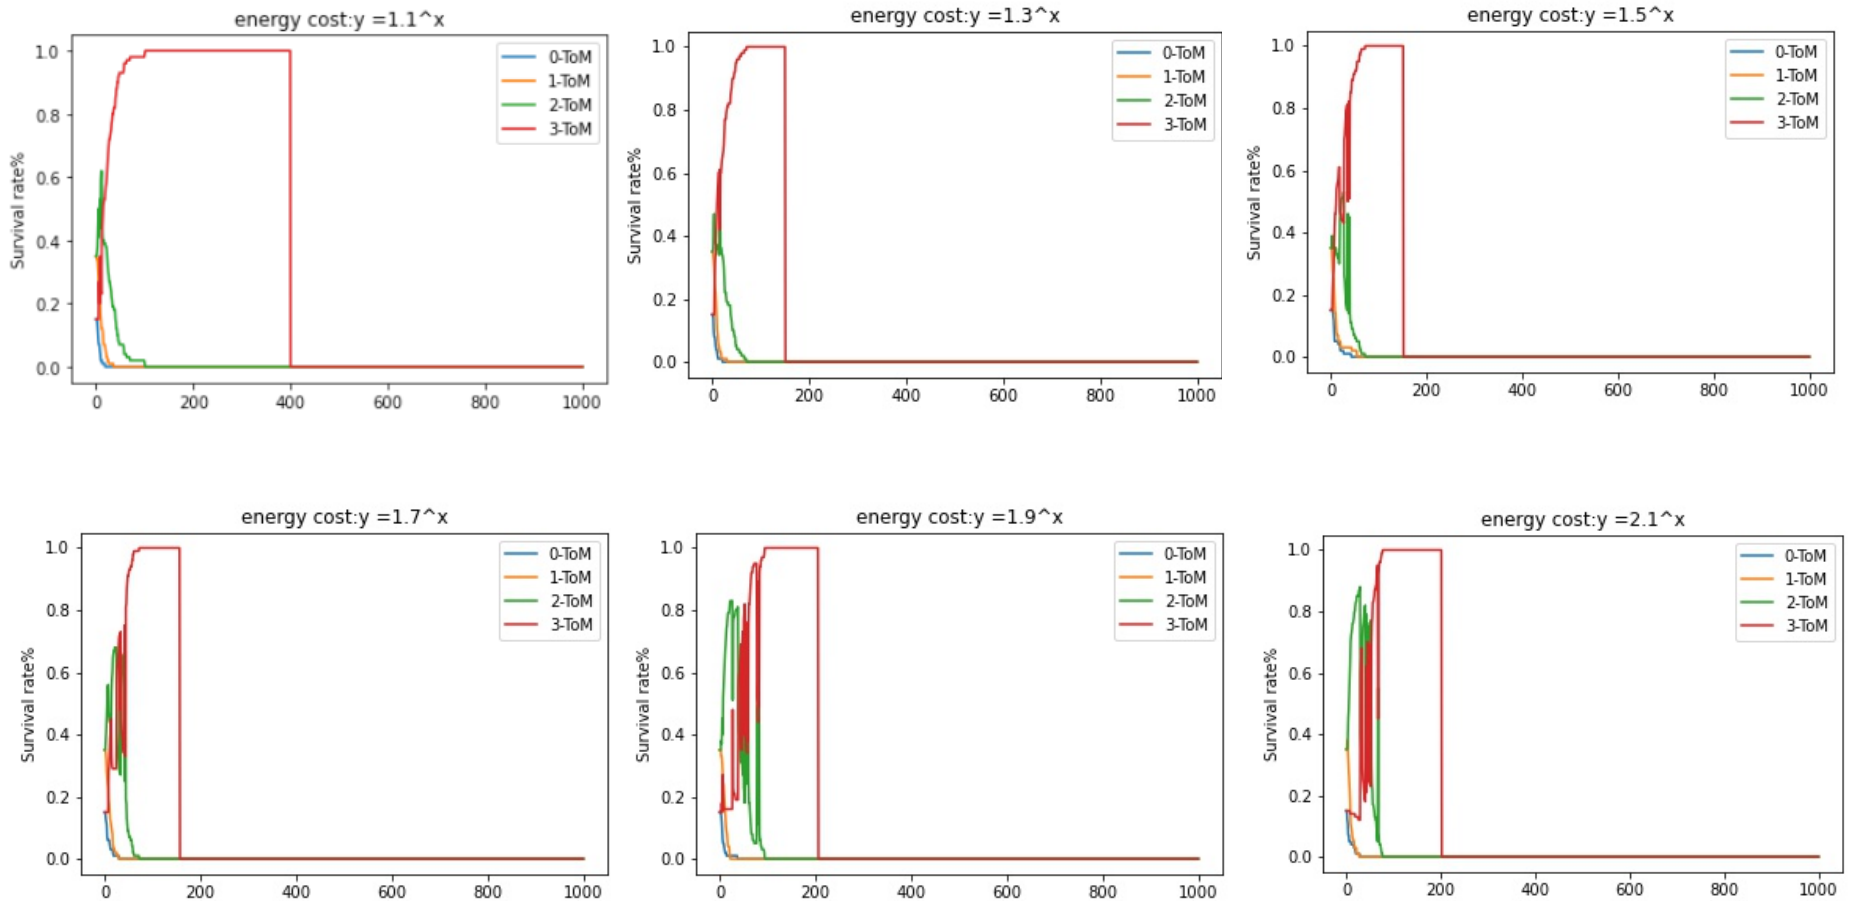 energy cost:y =1.1^x
Survival rate%
1.0
0.8
0.6
0.4
0.2
0.0
0 200 400 600 800 1000
0-ToM
1-ToM
2-ToM
3-ToM
energy cost:y =1.3^x
Survival rate%
1.0
0.8
0.6
0.4
0.2
0.0
0 200 400 600 800 1000
0-ToM
1-ToM
2-ToM
3-ToM
energy cost:y =1.5^x
Survival rate%
1.0
0.8
0.6
0.4
0.2
0.0
0 200 400 600 800 1000
0-ToM
1-ToM
2-ToM
3-ToM
energy cost:y =1.7^x
Survival rate%
1.0
0.8
0.6
0.4
0.2
0.0
0 200 400 600 800 1000
0-ToM
1-ToM
2-ToM
3-ToM
energy cost:y =1.9^x
Survival rate%
1.0
0.8
0.6
0.4
0.2
0.0
0 200 400 600 800 1000
0-ToM
1-ToM
2-ToM
3-ToM
energy cost:y =2.1^x
Survival rate%
1.0
0.8
0.6
0.4
0.2
0.0
0 200 400 600 800 1000
0-ToM
1-ToM
2-ToM
3-ToM